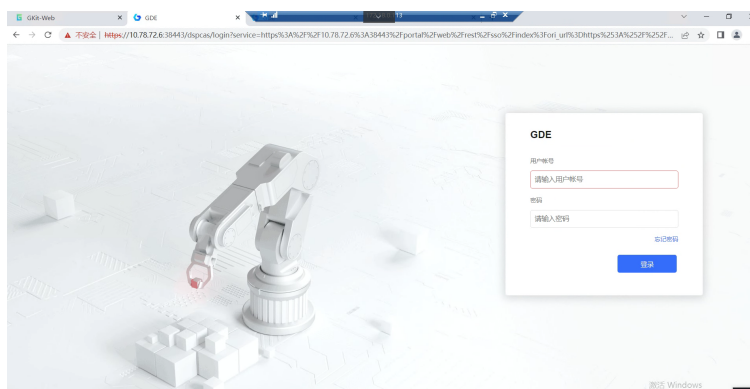 GKit-Web
GDE
不安全 | https://10.78.72.6:38443/dspcas/login?service=https%3A%2F%2F10.78.72.6%3A38443%2Fportal%2Fweb%2Frest%2Fsso%2Findex%3Fori_url%3Dhttps%253A%252F%252F...
GDE
用户帐号
请输入用户帐号
密码
请输入密码
忘记密码
登录
激活 Windows